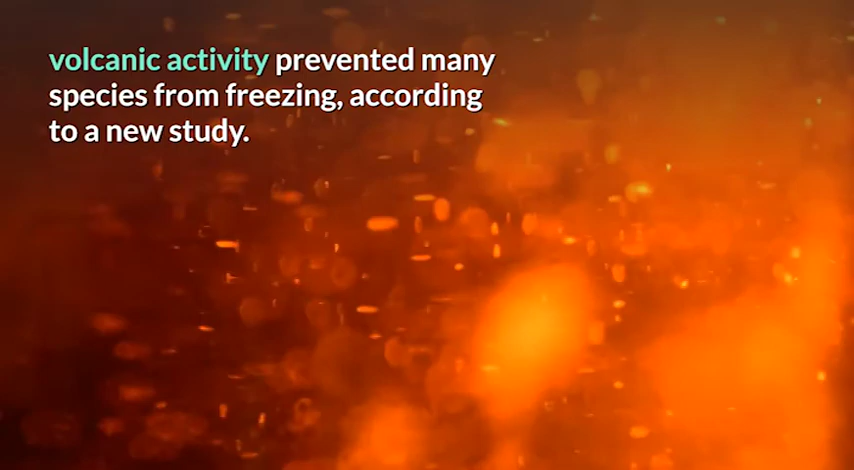 volcanic activity prevented many
species from freezing, according
to a new study.